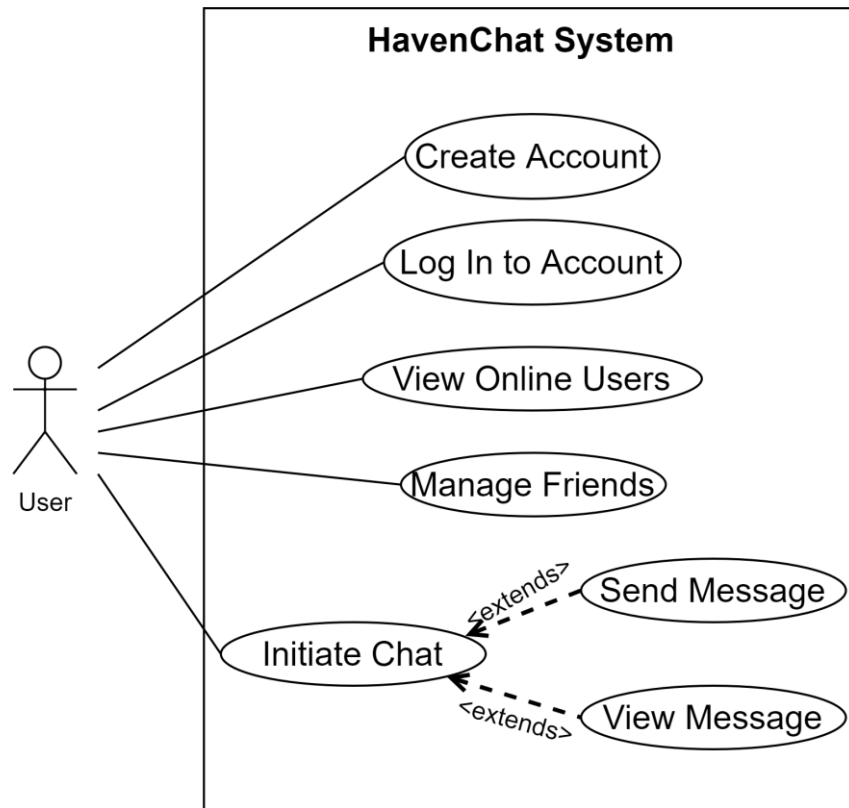 HavenChat System
Create Account
Log In to Account
View Online Users
Manage Friends
User
<extends>
Send Message
Initiate Chat
<extends>
View Message